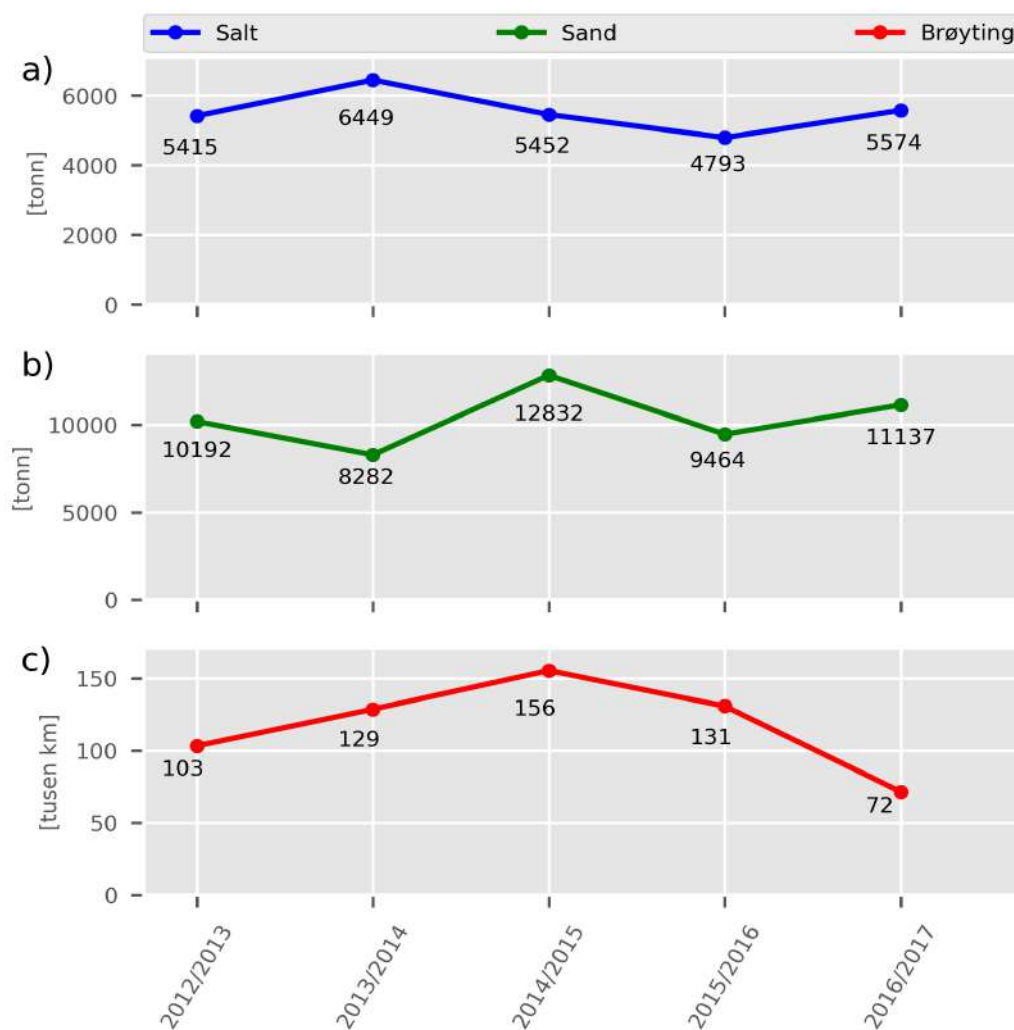 Salt Sand Brøyting
a)
6000
4000
2000
0
[tonn]
5415 6449 5452 4793 5574
b)
10000
5000
0
[tonn]
10192 8282 12832 9464 11137
c)
150
100
50
0
[tusen km]
103 129 156 131 72
2012/2013 2013/2014 2014/2015 2015/2016 2016/2017